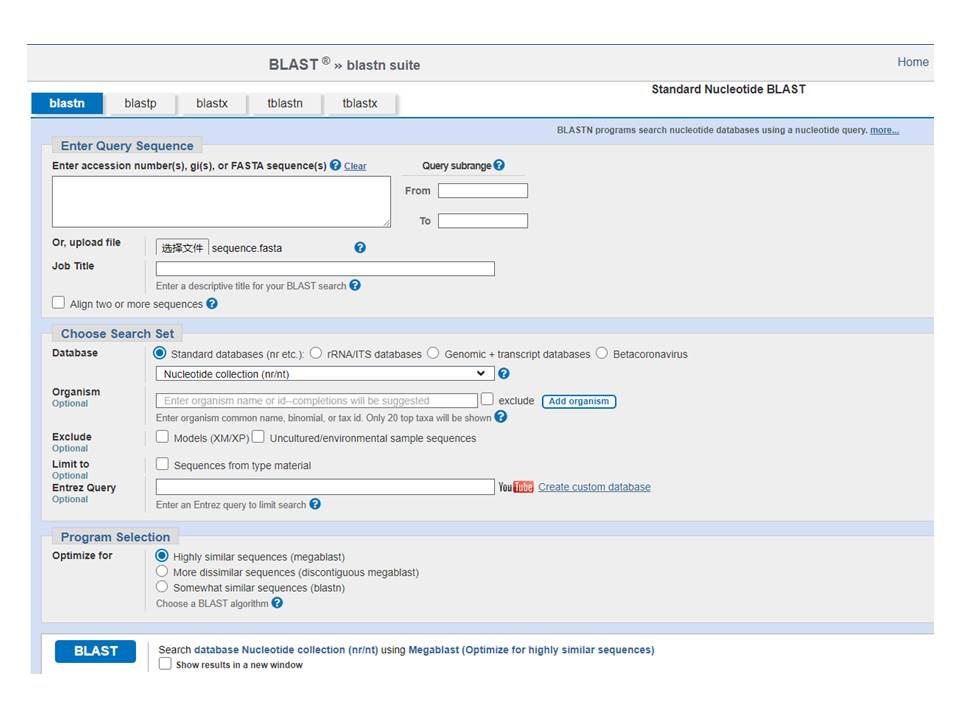 BLAST ® » blastn suite
Home
Standard Nucleotide BLAST
blastn blastp blastx tblastn tblastx
BLASTN programs search nucleotide databases using a nucleotide query. more...
Enter Query Sequence
Enter accession number(s), gi(s), or FASTA sequence(s) ? Clear
Query subrange ?
From
To
Or, upload file
选择文件 sequence.fasta ?
Job Title
Enter a descriptive title for your BLAST search ?
Align two or more sequences ?
Choose Search Set
Database
Standard databases (nr etc.): rRNA/ITS databases Genomic + transcript databases Betacoronavirus
Nucleotide collection (nr/nt) ?
Organism
Optional
Enter organism name or id--completions will be suggested exclude Add organism
Enter organism common name, binomial, or tax id. Only 20 top taxa will be shown ?
Exclude
Optional
Models (XM/XP) Uncultured/environmental sample sequences
Limit to
Optional
Sequences from type material
Entrez Query
Optional
YouTube Create custom database
Enter an Entrez query to limit search ?
Program Selection
Optimize for
Highly similar sequences (megablast)
More dissimilar sequences (discontiguous megablast)
Somewhat similar sequences (blastn)
Choose a BLAST algorithm ?
BLAST
Search database Nucleotide collection (nr/nt) using Megablast (Optimize for highly similar sequences)
Show results in a new window